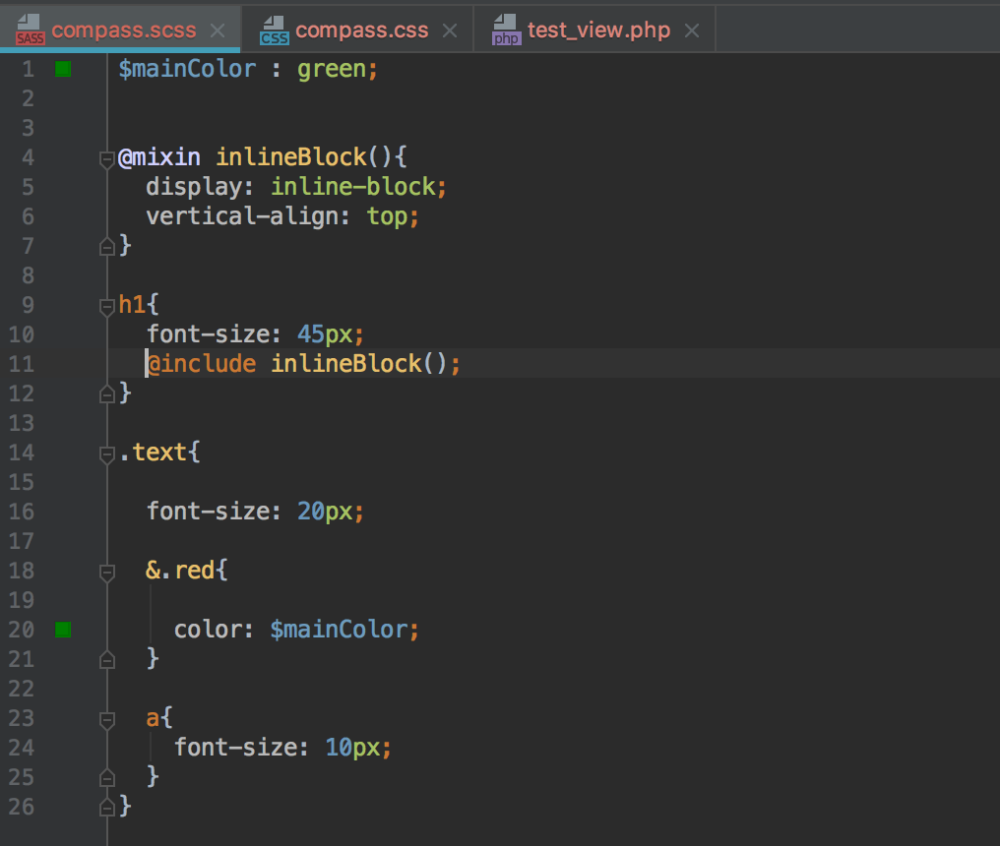 SASS compass.scss × CSS compass.css × php test_view.php ×
1 $mainColor : green;
2
3
4 @mixin inlineBlock(){
5   display: inline-block;
6   vertical-align: top;
7 }
8
9 h1{
10   font-size: 45px;
11   @include inlineBlock();
12 }
13
14 .text{
15
16   font-size: 20px;
17
18   &.red{
19
20     color: $mainColor;
21   }
22
23   a{
24     font-size: 10px;
25   }
26 }